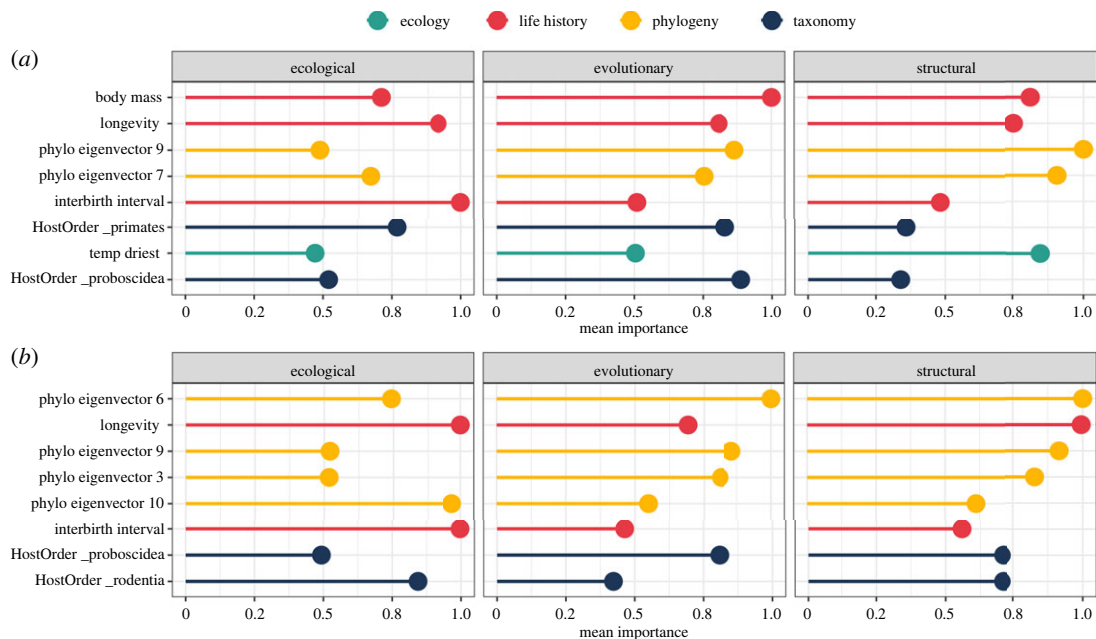 ecology life history phylogeny taxonomy
(a)
ecological evolutionary structural
body mass
longevity
phylo eigenvector 9
phylo eigenvector 7
interbirth interval
HostOrder _primates
temp driest
HostOrder _proboscidea
0 0.2 0.5 0.8 1.0 0 0.2 0.5 0.8 1.0 0 0.2 0.5 0.8 1.0
mean importance
(b)
ecological evolutionary structural
phylo eigenvector 6
longevity
phylo eigenvector 9
phylo eigenvector 3
phylo eigenvector 10
interbirth interval
HostOrder _proboscidea
HostOrder _rodentia
0 0.2 0.5 0.8 1.0 0 0.2 0.5 0.8 1.0 0 0.2 0.5 0.8 1.0
mean importance